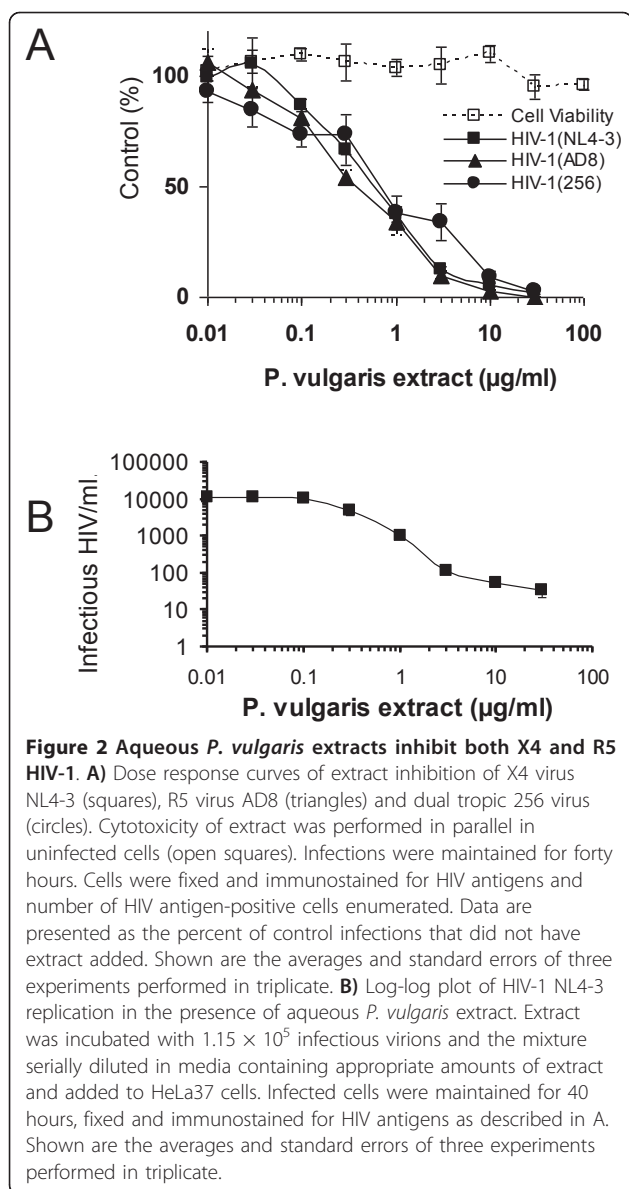 A
100
50
0
Control (%)
Cell Viability
HIV-1(NL4-3)
HIV-1(AD8)
HIV-1(256)
0.01 0.1 1 10 100
P. vulgaris extract (µg/ml)
B
100000
10000
1000
100
10
1
Infectious HIV/ml.
0.01 0.1 1 10 100
P. vulgaris extract (µg/ml)
Figure 2 Aqueous P. vulgaris extracts inhibit both X4 and R5
HIV-1. A) Dose response curves of extract inhibition of X4 virus
NL4-3 (squares), R5 virus AD8 (triangles) and dual tropic 256 virus
(circles). Cytotoxicity of extract was performed in parallel in
uninfected cells (open squares). Infections were maintained for forty
hours. Cells were fixed and immunostained for HIV antigens and
number of HIV antigen-positive cells enumerated. Data are
presented as the percent of control infections that did not have
extract added. Shown are the averages and standard errors of three
experiments performed in triplicate. B) Log-log plot of HIV-1 NL4-3
replication in the presence of aqueous P. vulgaris extract. Extract
was incubated with 1.15 × 10⁵ infectious virions and the mixture
serially diluted in media containing appropriate amounts of extract
and added to HeLa37 cells. Infected cells were maintained for 40
hours, fixed and immunostained for HIV antigens as described in A.
Shown are the averages and standard errors of three experiments
performed in triplicate.